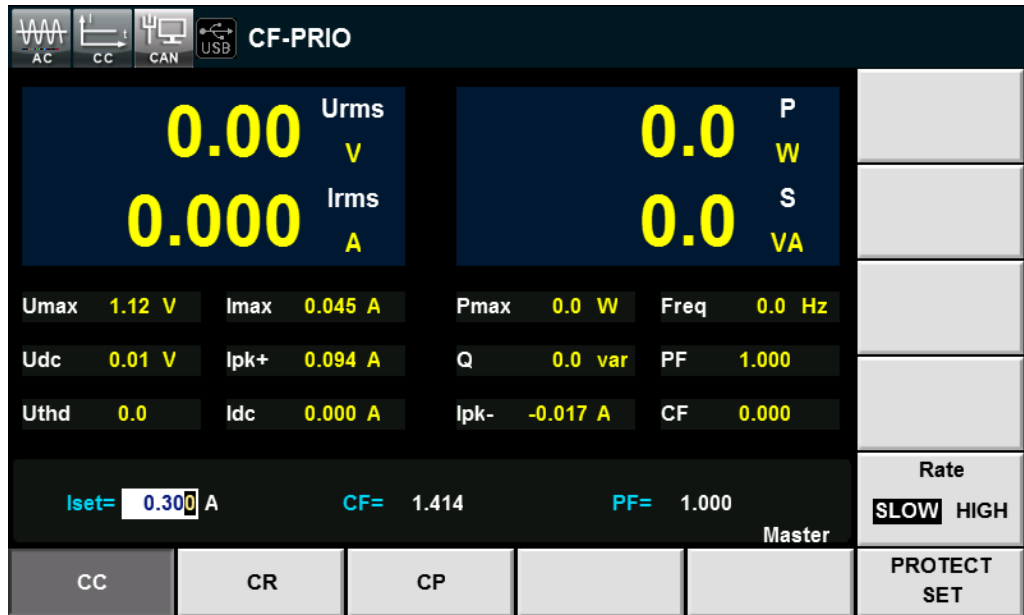 AC CC CAN USB CF-PRIO
0.00 Urms V
0.000 Irms A
0.0 P W
0.0 S VA
Umax 1.12 V Imax 0.045 A Pmax 0.0 W Freq 0.0 Hz
Udc 0.01 V Ipk+ 0.094 A Q 0.0 var PF 1.000
Uthd 0.0 Idc 0.000 A Ipk- -0.017 A CF 0.000
Iset= 0.300 A CF= 1.414 PF= 1.000
Master
Rate
SLOW HIGH
CC CR CP
PROTECT
SET